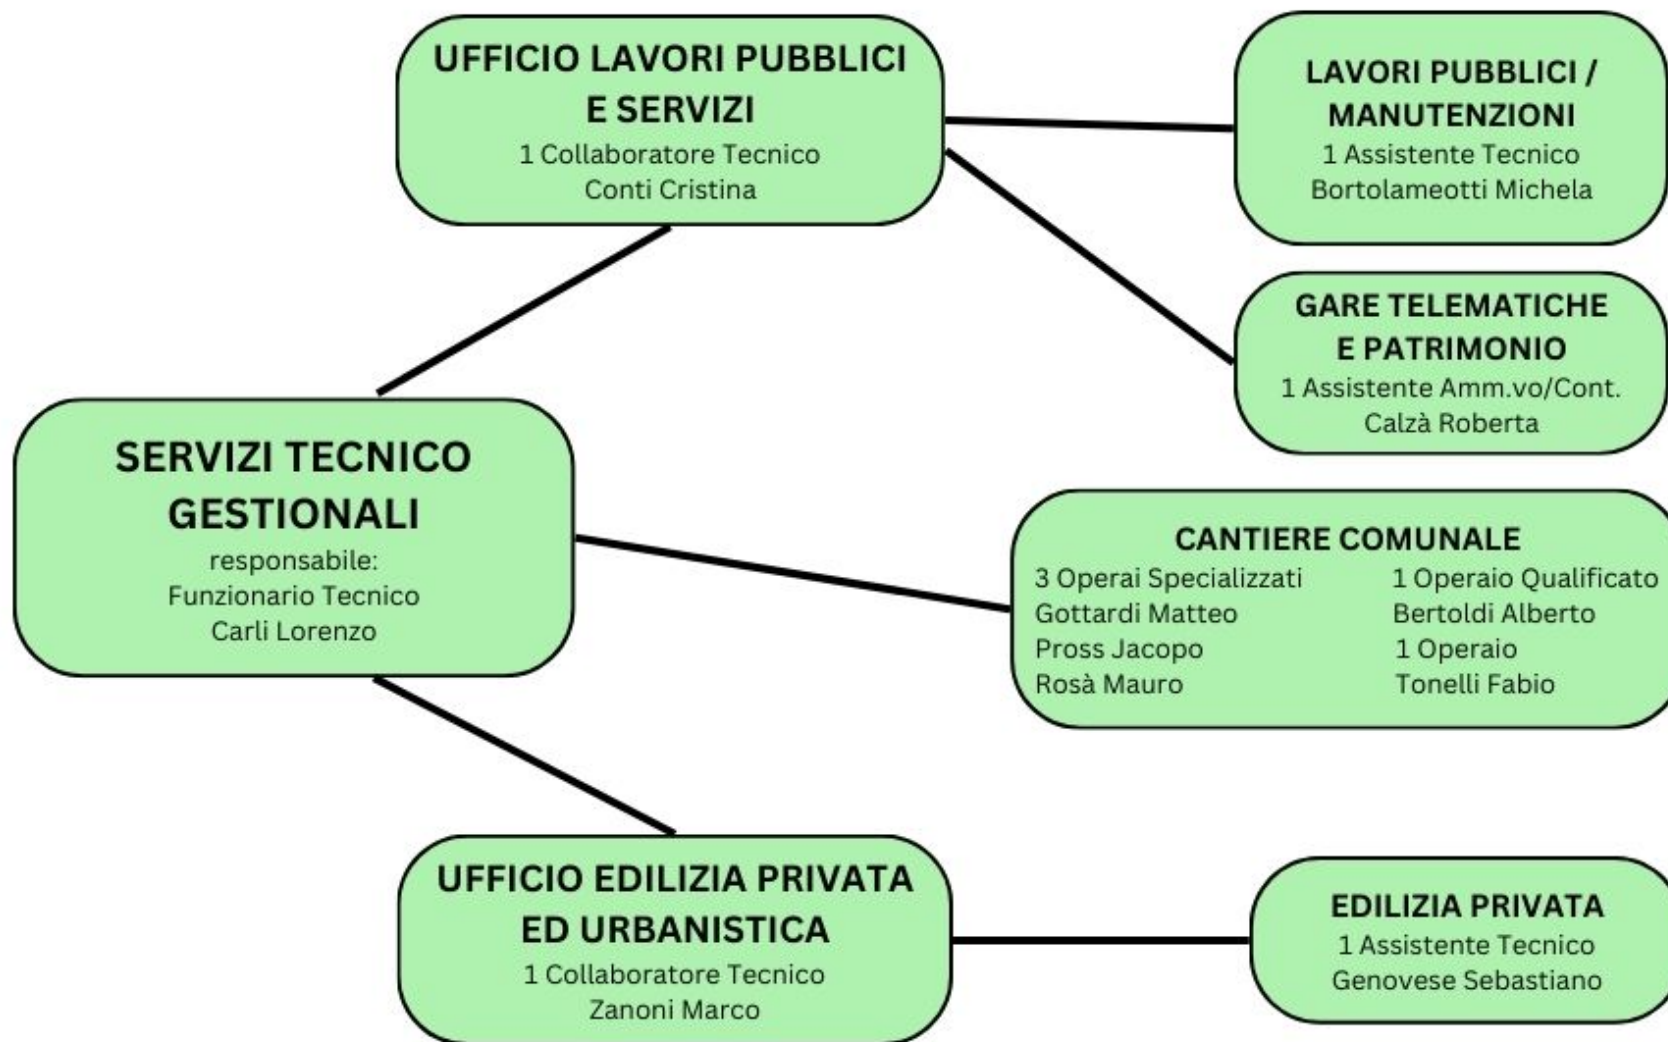 UFFICIO LAVORI PUBBLICI
E SERVIZI
1 Collaboratore Tecnico
Conti Cristina
LAVORI PUBBLICI /
MANUTENZIONI
1 Assistente Tecnico
Bortolameotti Michela
GARE TELEMATICHE
E PATRIMONIO
1 Assistente Amm.vo/Cont.
Calzà Roberta
SERVIZI TECNICO
GESTIONALI
responsabile:
Funzionario Tecnico
Carli Lorenzo
CANTIERE COMUNALE
3 Operai Specializzati
Gottardi Matteo
Pross Jacopo
Rosà Mauro
1 Operaio Qualificato
Bertoldi Alberto
1 Operaio
Tonelli Fabio
UFFICIO EDILIZIA PRIVATA
ED URBANISTICA
1 Collaboratore Tecnico
Zanoni Marco
EDILIZIA PRIVATA
1 Assistente Tecnico
Genovese Sebastiano